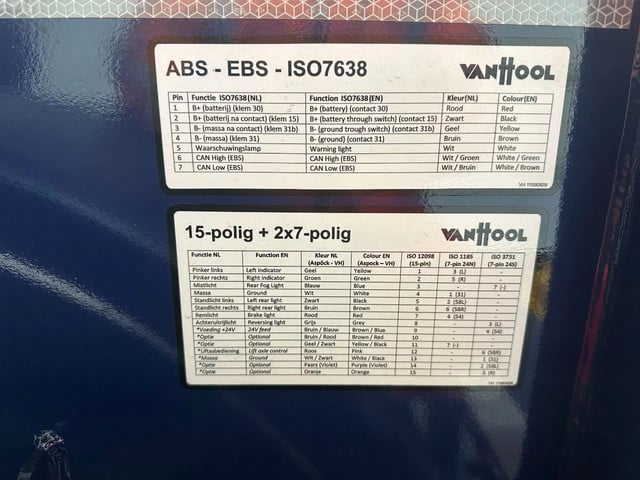 ABS - EBS - ISO7638 VANHOOL
Pin Functie ISO7638(NL) Function ISO7638(EN) Kleur(NL) Colour(EN)
1 B+ (batterij) (klem 30) B+ (battery) (contact 30) Rood Red
2 B+ (batterij na contact) (klem 15) B+ (battery through switch) (contact 15) Zwart Black
3 B- (massa na contact) (klem 31b) B- (ground trough switch) (contact 31b) Geel Yellow
4 B- (massa) (klem 31) B- (ground) (contact 31) Bruin Brown
5 Waarschuwingslamp Warning light Wit White
6 CAN High (EBS) CAN High (EBS) Wit / Groen White / Green
7 CAN Low (EBS) CAN Low (EBS) Wit / Bruin White / Brown
15-polig + 2x7-polig VANHOOL
Functie NL Function EN Kleur NL (Aspöck - VH) Colour EN (Aspock – VH) ISO 12098 (15-pin) ISO 1185 (7-pin 24N) ISO 3731 (7-pin 24S)
Pinker links Left indicator Geel Yellow 1 3 (L)
Pinker rechts Right indicator Groen Green 2 5 (R)
Mistlicht Rear Fog Light Blauw Blue 3 - 7 (-)
Massa Ground Wit White 4 1 (31)
Standlicht links Left rear light Zwart Black 5 2 (58L)
Standlicht rechts Right rear light Bruin Brown 6 6 (58R)
Remlicht Brake light Rood Red 7 4 (54)
Achteruitlicht Reversing light Grijs Grey 8 - 3 (L)
*Voeding +24V 24V feed Bruin / Blauw Brown / Blue 9 - 4 (54)
*Optie Optional Bruin / Rood Brown / Red 10 -
*Optie Optional Geel / Zwart Yellow / Black 11 7 (-)
*Liftasbediening Lift axle control Roos Pink 12 - 6 (58R)
*Massa Ground Wit / Zwart White / Black 13 - 1 (31)
*Optie Optional Paars (Violet) Purple (Violet) 14 - 2 (58L)
*Optie Optional Oranje Orange 15 - 5 (R)